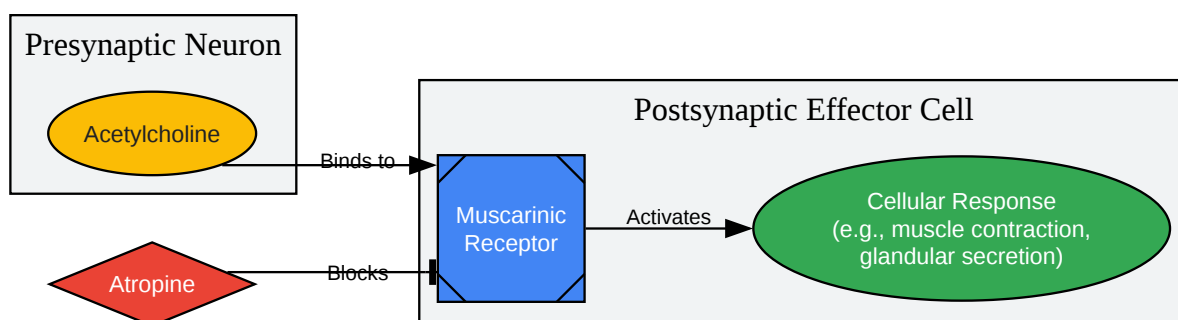 Presynaptic Neuron
Acetylcholine
Binds to
Postsynaptic Effector Cell
Muscarinic
Receptor
Activates
Cellular Response
(e.g., muscle contraction,
glandular secretion)
Atropine
Blocks